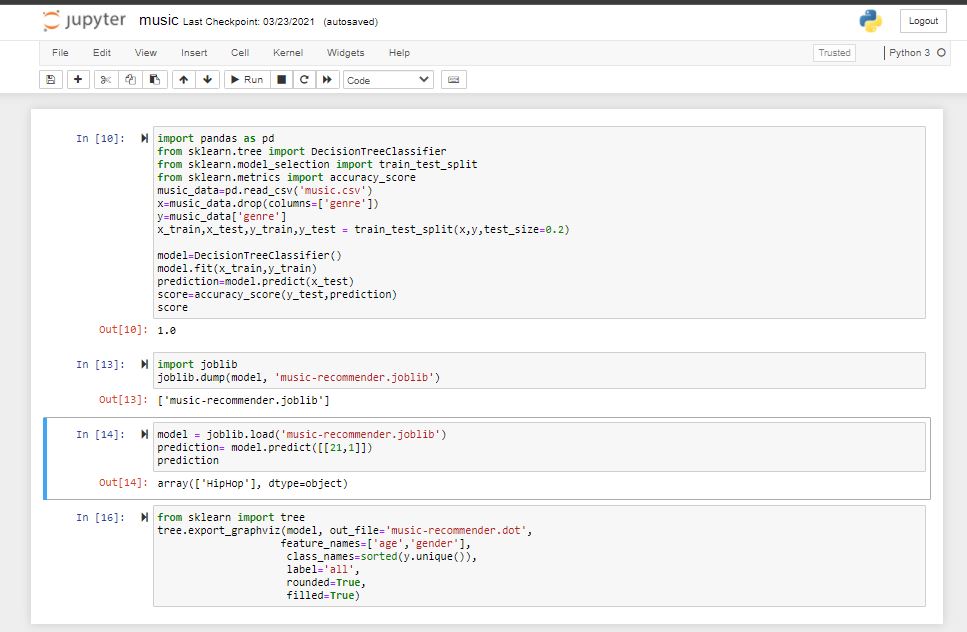 jupyter music Last Checkpoint: 03/23/2021 (autosaved) Logout
File Edit View Insert Cell Kernel Widgets Help Trusted Python 3
Run Code
In [10]: import pandas as pd
from sklearn.tree import DecisionTreeClassifier
from sklearn.model_selection import train_test_split
from sklearn.metrics import accuracy_score
music_data=pd.read_csv('music.csv')
x=music_data.drop(columns=['genre'])
y=music_data['genre']
x_train,x_test,y_train,y_test = train_test_split(x,y,test_size=0.2)
model=DecisionTreeClassifier()
model.fit(x_train,y_train)
prediction=model.predict(x_test)
score=accuracy_score(y_test,prediction)
score
Out[10]: 1.0
In [13]: import joblib
joblib.dump(model, 'music-recommender.joblib')
Out[13]: ['music-recommender.joblib']
In [14]: model = joblib.load('music-recommender.joblib')
prediction= model.predict([[21,1]])
prediction
Out[14]: array(['HipHop'], dtype=object)
In [16]: from sklearn import tree
tree.export_graphviz(model, out_file='music-recommender.dot',
feature_names=['age','gender'],
class_names=sorted(y.unique()),
label='all',
rounded=True,
filled=True)